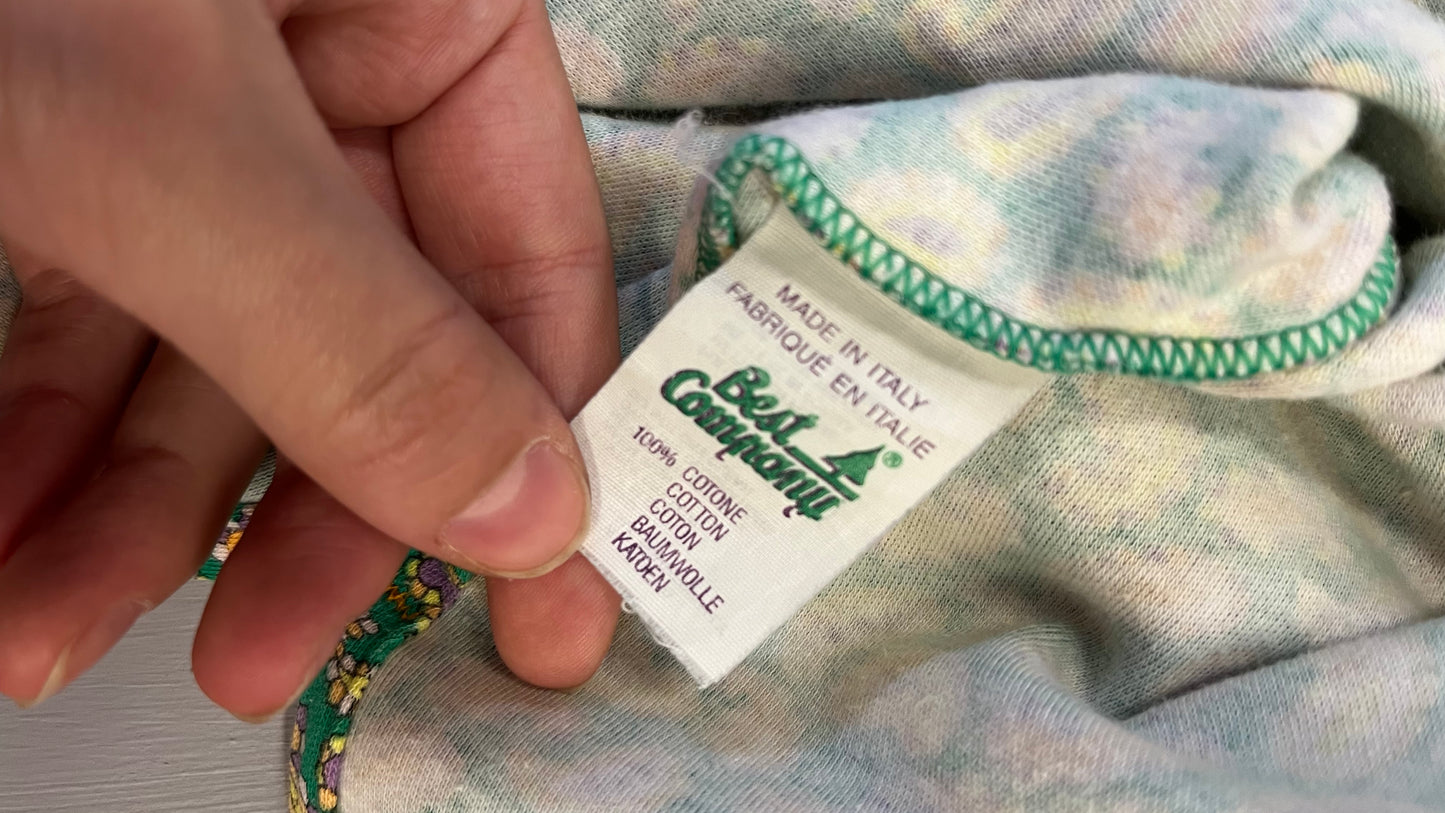 MADE IN ITALY
FABRIQUÉ EN ITALIE
Best
Company®
100% COTONE
COTTON
COTON
BAUMWOLLE
KATOEN